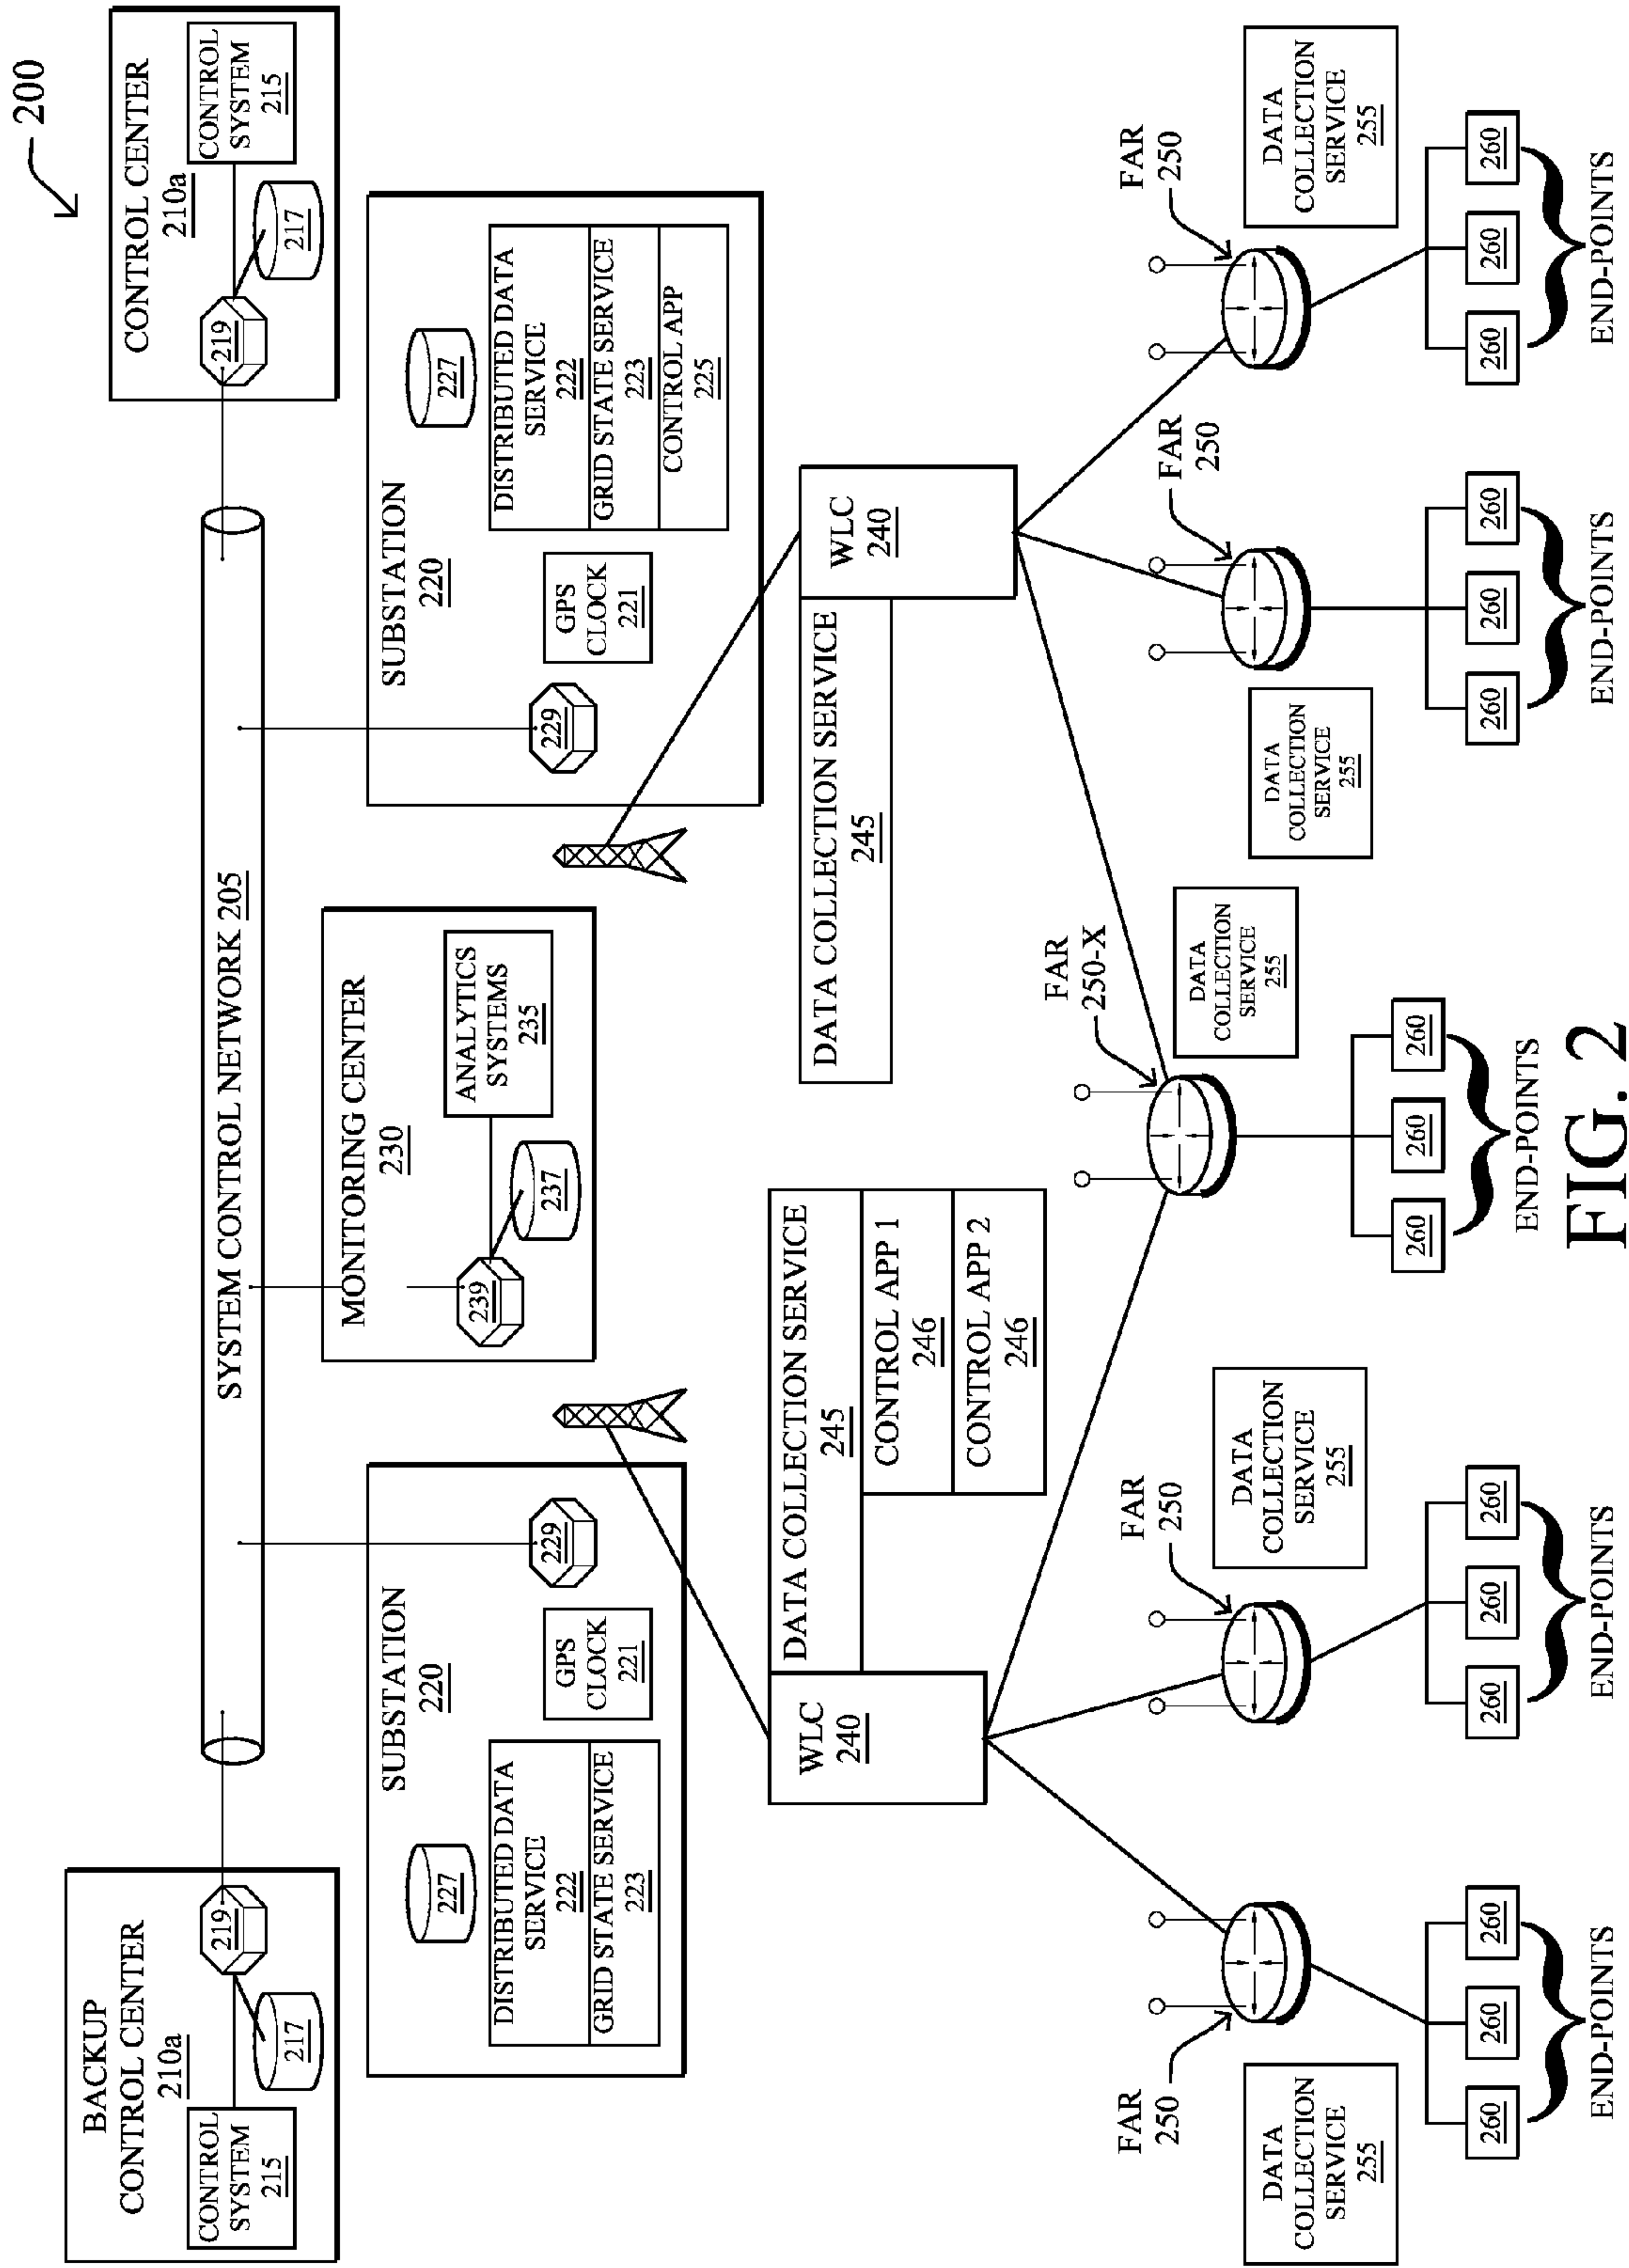 200
BACKUP
CONTROL CENTER
210a
CONTROL
SYSTEM
215
217
219
SYSTEM CONTROL NETWORK 205
CONTROL CENTER
210a
219
217
CONTROL
SYSTEM
215
SUBSTATION
220
227
DISTRIBUTED DATA
SERVICE
222
GRID STATE SERVICE
223
GPS
CLOCK
221
229
MONITORING CENTER
230
239
237
ANALYTICS
SYSTEMS
235
SUBSTATION
220
229
GPS
CLOCK
221
227
DISTRIBUTED DATA
SERVICE
222
GRID STATE SERVICE
223
CONTROL APP
225
WLC
240
DATA COLLECTION SERVICE
245
CONTROL APP 1
246
CONTROL APP 2
246
DATA COLLECTION SERVICE
245
WLC
240
FAR
250
DATA
COLLECTION
SERVICE
255
FAR
250
DATA
COLLECTION
SERVICE
255
FAR
250-X
DATA
COLLECTION
SERVICE
255
DATA
COLLECTION
SERVICE
255
FAR
250
FAR
250
DATA
COLLECTION
SERVICE
255
260
260
260
END-POINTS
260
260
260
END-POINTS
260
260
260
END-POINTS
260
260
260
END-POINTS
260
260
260
END-POINTS
FIG. 2